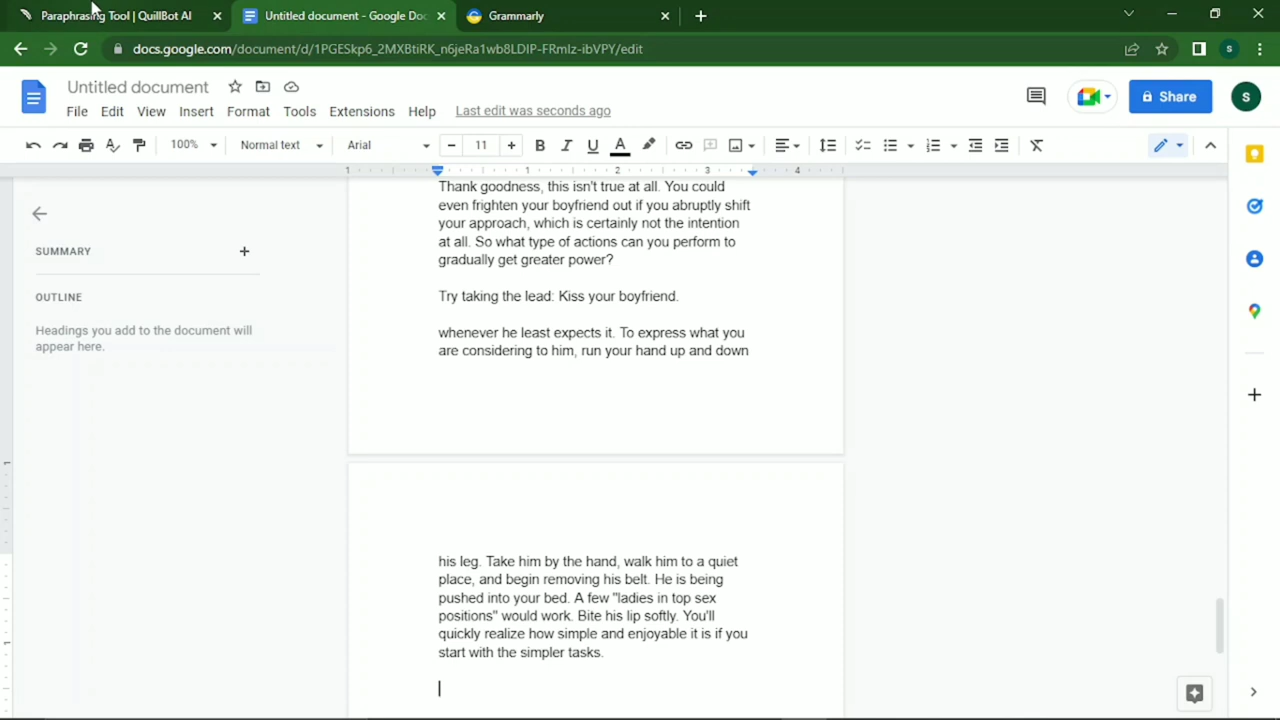 Paraphrasing Tool | QuillBot AI
Untitled document - Google Doc
Grammarly
docs.google.com/document/d/1PGESkp6_2MXBtiRK_n6jeRa1wb8LDIP-FRmIz-ibVPY/edit
S
Untitled document
File Edit View Insert Format Tools Extensions Help Last edit was seconds ago
Share
S
100% Normal text Arial 11 B I U A
1 1 2 3 4
SUMMARY
OUTLINE
Headings you add to the document will
appear here.
Thank goodness, this isn't true at all. You could
even frighten your boyfriend out if you abruptly shift
your approach, which is certainly not the intention
at all. So what type of actions can you perform to
gradually get greater power?
Try taking the lead: Kiss your boyfriend.
whenever he least expects it. To express what you
are considering to him, run your hand up and down
his leg. Take him by the hand, walk him to a quiet
place, and begin removing his belt. He is being
pushed into your bed. A few "ladies in top sex
positions" would work. Bite his lip softly. You'll
quickly realize how simple and enjoyable it is if you
start with the simpler tasks.